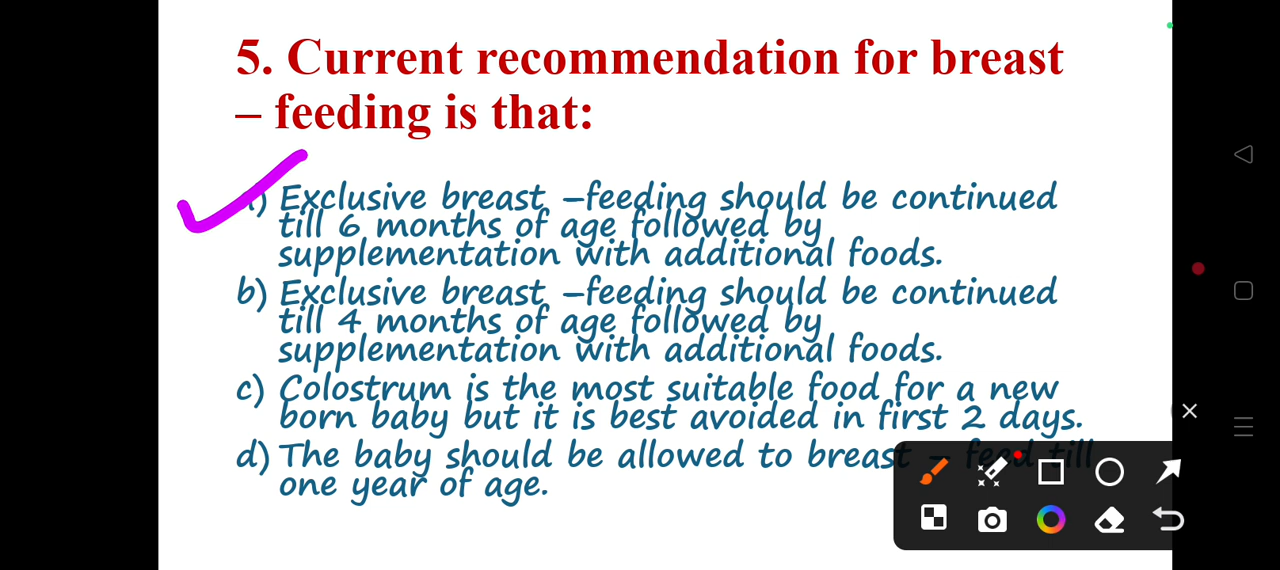 5. Current recommendation for breast
– feeding is that:
) Exclusive breast –feeding should be continued
till 6 months of age followed by
supplementation with additional foods.
b) Exclusive breast –feeding should be continued
till 4 months of age followed by
supplementation with additional foods.
c) Colostrum is the most suitable food for a new
born baby but it is best avoided in first 2 days.
d) The baby should be allowed to breast – feed till
one year of age.